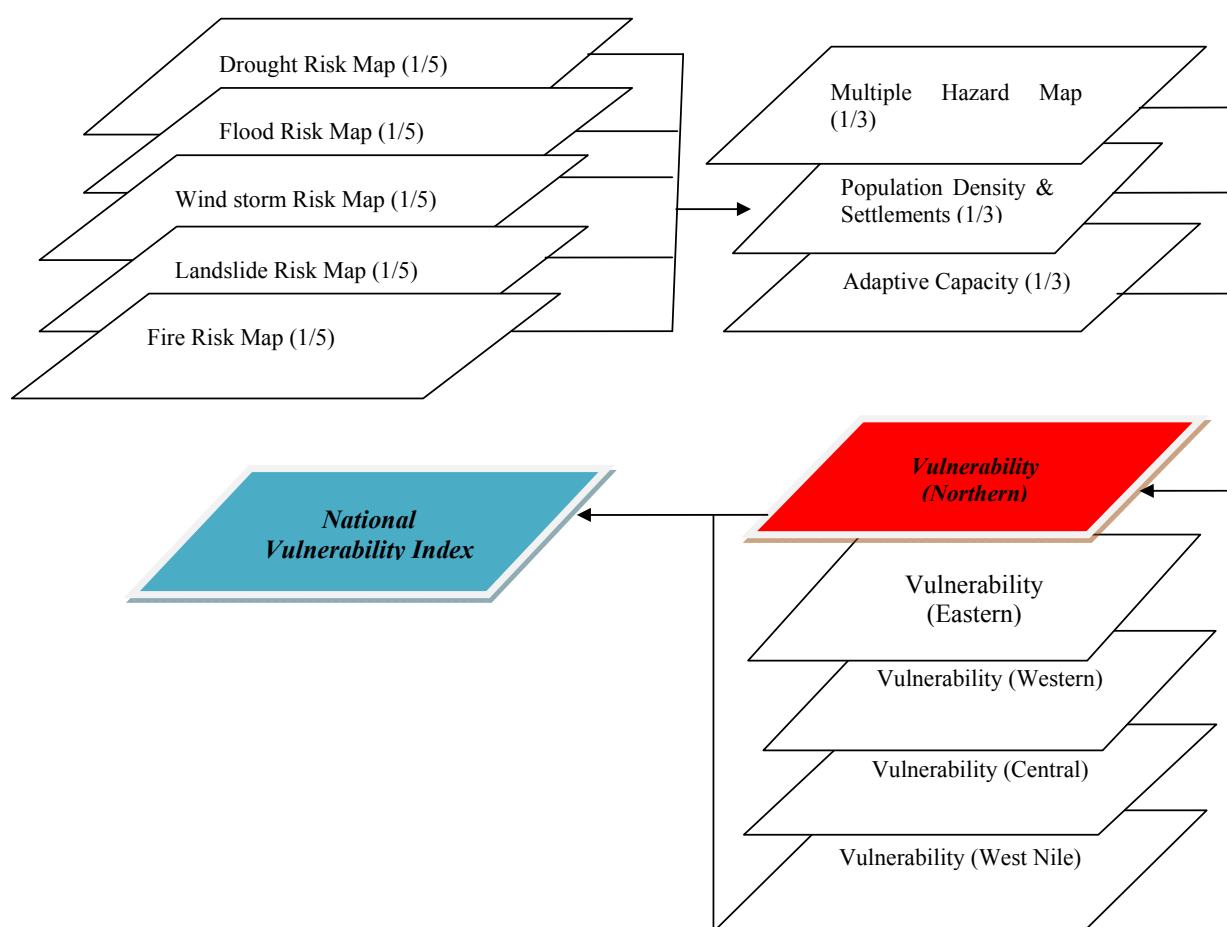 Drought Risk Map (1/5)
Flood Risk Map (1/5)
Wind storm Risk Map (1/5)
Landslide Risk Map (1/5)
Fire Risk Map (1/5)
Multiple Hazard Map
(1/3)
Population Density &
Settlements (1/3)
Adaptive Capacity (1/3)
National
Vulnerability Index
Vulnerability
(Northern)
Vulnerability
(Eastern)
Vulnerability (Western)
Vulnerability (Central)
Vulnerability (West Nile)